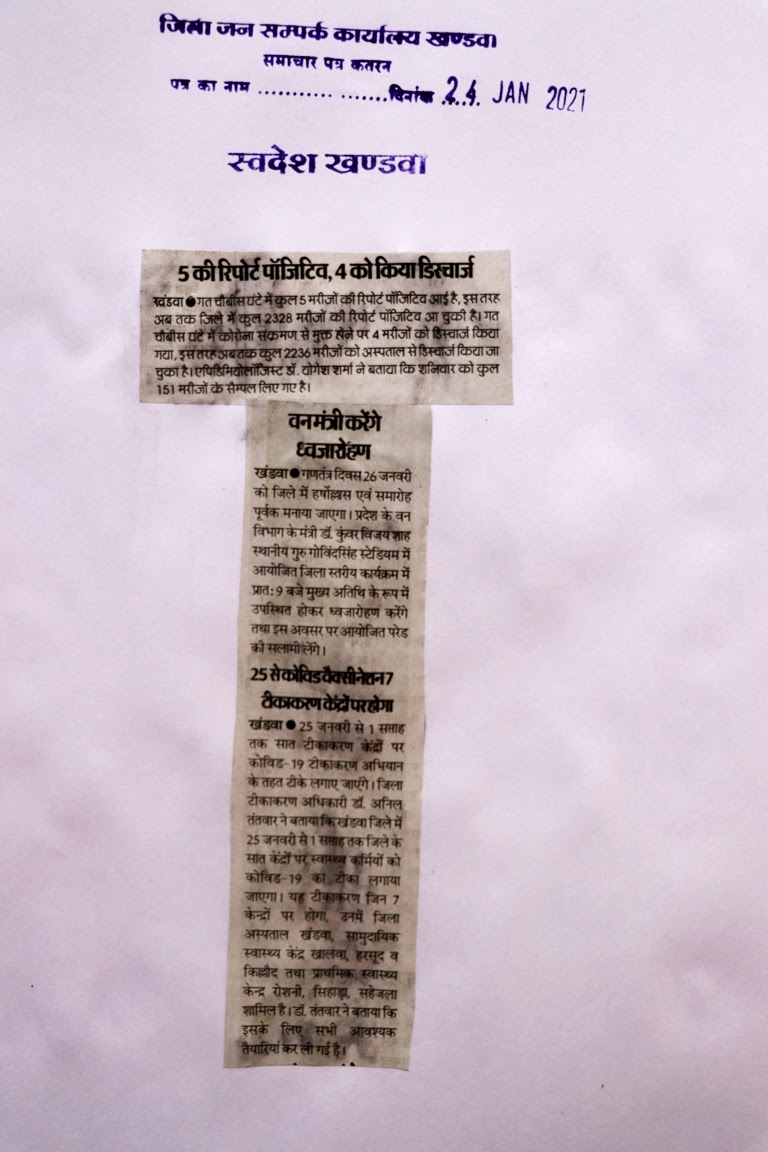 जिला जन सम्पर्क कार्यालय खण्डवा
समाचार पत्र कतरन
पत्र का नाम ........... .......दिनांक 24 JAN 2021
स्वदेश खण्डवा
5 की रिपोर्ट पॉजिटिव, 4 को किया डिस्चार्ज
खंडवा ● गत चौबीस घंटे में कुल 5 मरीजों की रिपोर्ट पॉजिटिव आई है, इस तरह
अब तक जिले में कुल 2328 मरीजों की रिपोर्ट पॉजिटिव आ चुकी है। गत
चौबीस घंटे में कोरोना संक्रमण से मुक्त होने पर 4 मरीजों को डिस्चार्ज किया
गया, इस तरह अब तक कुल 2236 मरीजों को अस्पताल से डिस्चार्ज किया जा
चुका है। एपिडिमियोलॉजिस्ट डॉ. योगेश शर्मा ने बताया कि शनिवार को कुल
151 मरीजों के सैम्पल लिए गए है।
वन मंत्री करेंगे
ध्वजारोहण
खंडवा ● गणतंत्र दिवस 26 जनवरी
को जिले में हर्षोल्लास एवं समारोह
पूर्वक मनाया जाएगा। प्रदेश के वन
विभाग के मंत्री डॉ. कुंवर विजय शाह
स्थानीय गुरु गोविंदसिंह स्टेडियम में
आयोजित जिला स्तरीय कार्यक्रम में
प्रात: 9 बजे मुख्य अतिथि के रूप में
उपस्थित होकर ध्वजारोहण करेंगे
तथा इस अवसर पर आयोजित परेड
की सलामी लेंगे।
25 से कोविड वैक्सीनेशन 7
टीकाकरण केंद्रों पर होगा
खंडवा ● 25 जनवरी से 1 सप्ताह
तक सात टीकाकरण केंद्रों पर
कोविड-19 टीकाकरण अभियान
के तहत टीके लगाए जाएंगे। जिला
टीकाकरण अधिकारी डॉ. अनिल
तंतवार ने बताया कि खंडवा जिले में
25 जनवरी से 1 सप्ताह तक जिले के
सात केंद्रों पर स्वास्थ्य कर्मियों को
कोविड-19 का टीका लगाया
जाएगा। यह टीकाकरण जिन 7
केन्द्रों पर होगा, उनमें जिला
अस्पताल खंडवा, सामुदायिक
स्वास्थ्य केंद्र खालवा, हरसूद व
किल्लौद तथा प्राथमिक स्वास्थ्य
केन्द्र रोशनी, सिहाड़ा, सहेजला
शामिल है। डॉ. तंतवार ने बताया कि
इसके लिए सभी आवश्यक
तैयारियां कर ली गई है।